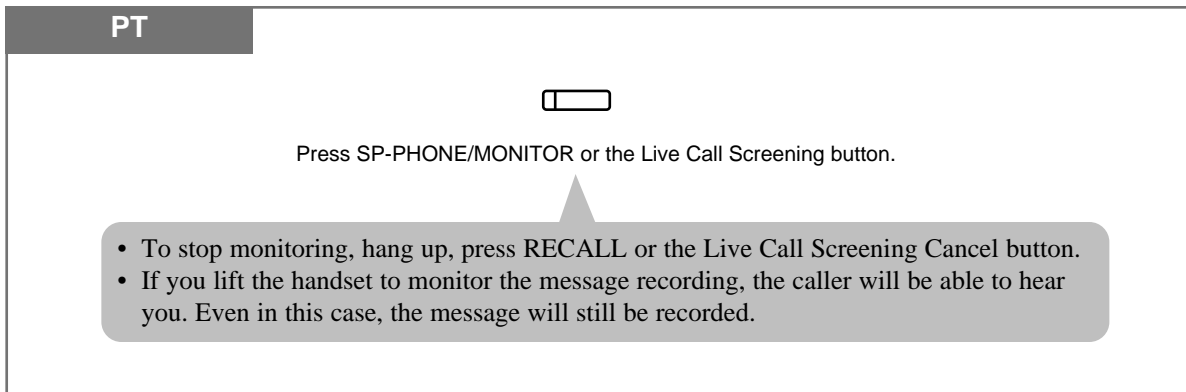 PT
Press SP-PHONE/MONITOR or the Live Call Screening button.
• To stop monitoring, hang up, press RECALL or the Live Call Screening Cancel button.
• If you lift the handset to monitor the message recording, the caller will be able to hear
you. Even in this case, the message will still be recorded.